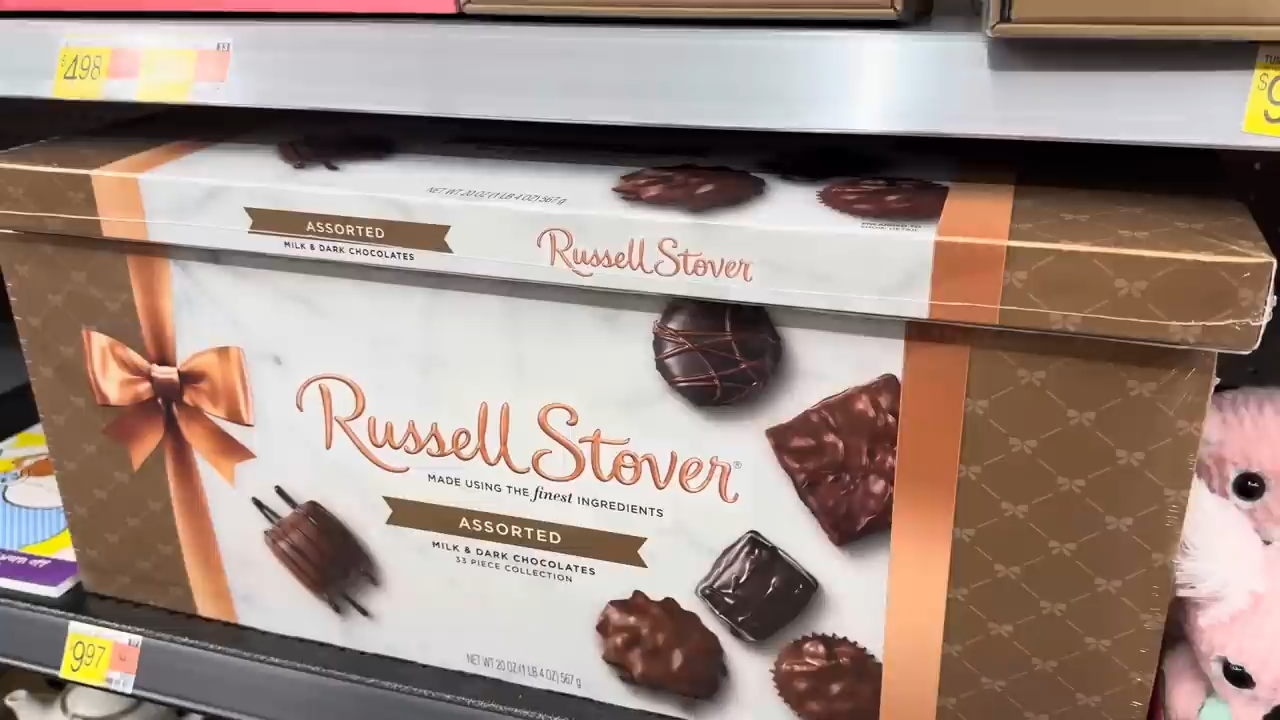 $4.98
$9
NET WT 20 OZ (1 LB 4 OZ) 567 g
ASSORTED
MILK & DARK CHOCOLATES
Russell Stover
Russell Stover®
MADE USING THE finest INGREDIENTS
ASSORTED
MILK & DARK CHOCOLATES
33 PIECE COLLECTION
NET WT 20 OZ (1 LB 4 OZ) 567 g
9.97